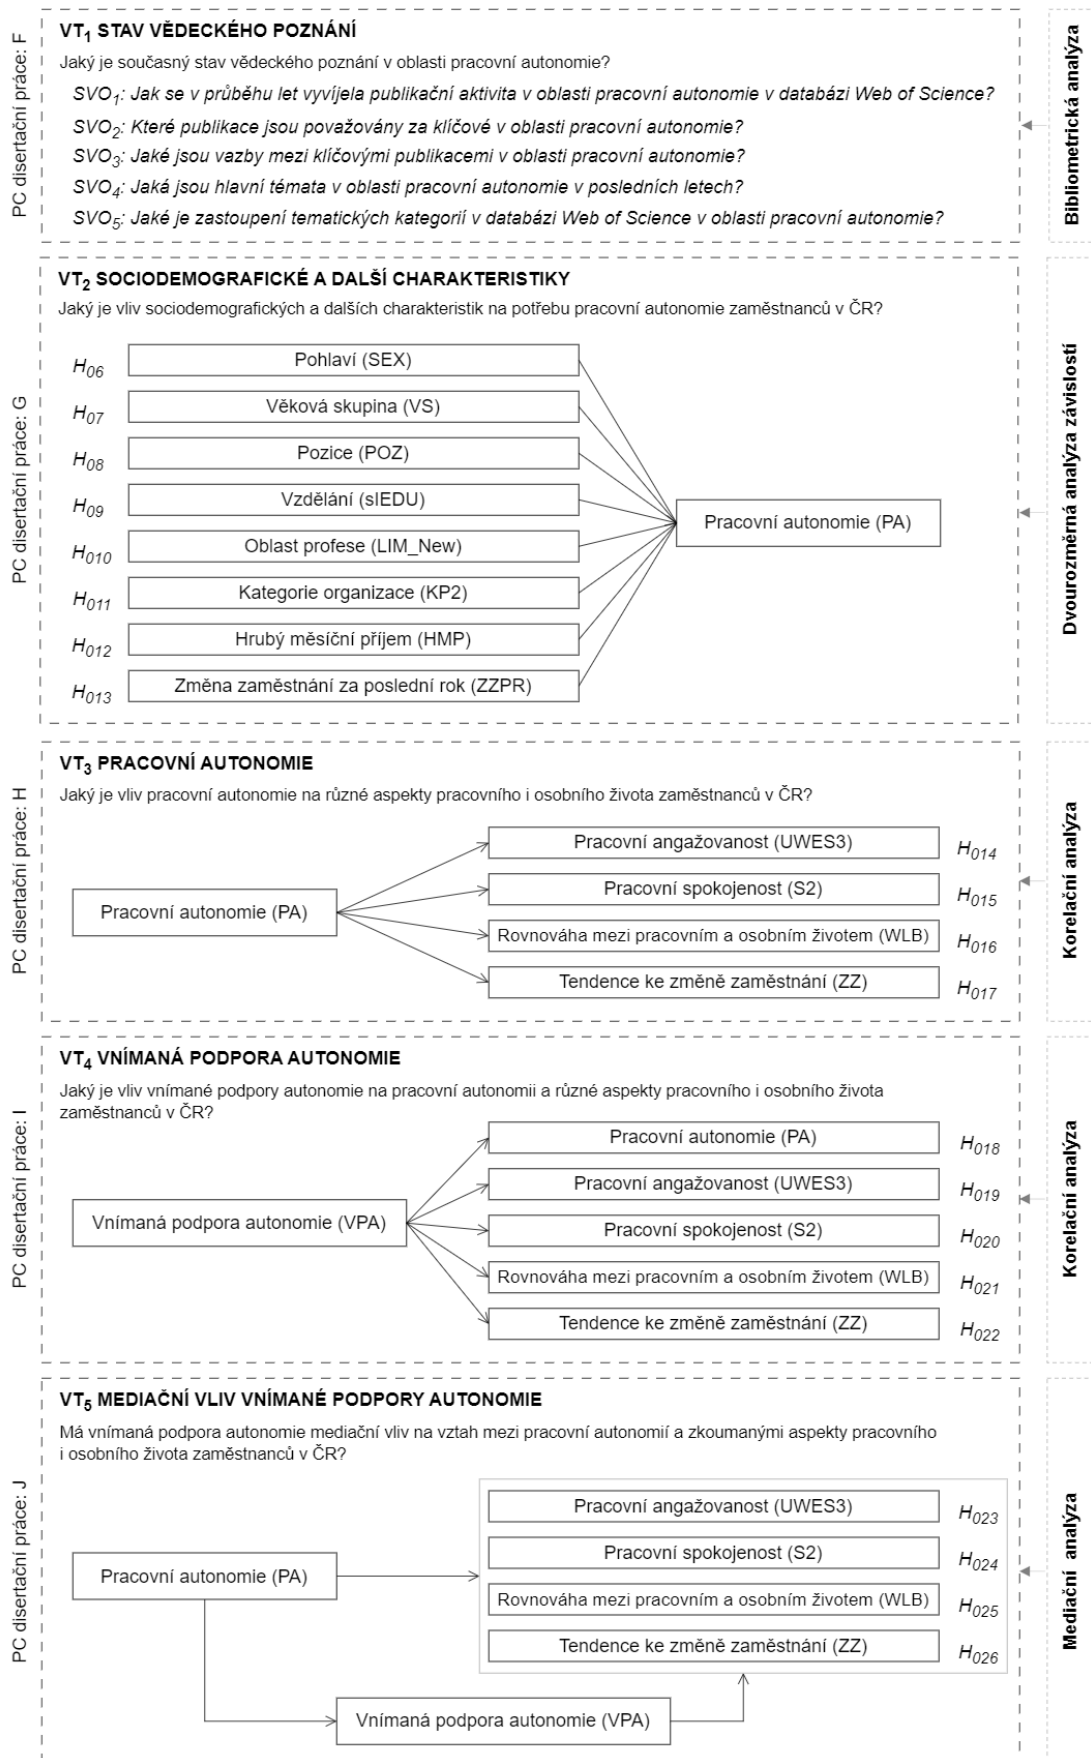 PC disertační práce: F
VT1 STAV VĚDECKÉHO POZNÁNÍ
Jaký je současný stav vědeckého poznání v oblasti pracovní autonomie?
SVO1: Jak se v průběhu let vyvíjela publikační aktivita v oblasti pracovní autonomie v databázi Web of Science?
SVO2: Které publikace jsou považovány za klíčové v oblasti pracovní autonomie?
SVO3: Jaké jsou vazby mezi klíčovými publikacemi v oblasti pracovní autonomie?
SVO4: Jaká jsou hlavní témata v oblasti pracovní autonomie v posledních letech?
SVO5: Jaké je zastoupení tematických kategorií v databázi Web of Science v oblasti pracovní autonomie?
Bibliometrická analýza
PC disertační práce: G
VT2 SOCIODEMOGRAFICKÉ A DALŠÍ CHARAKTERISTIKY
Jaký je vliv sociodemografických a dalších charakteristik na potřebu pracovní autonomie zaměstnanců v ČR?
H06 Pohlaví (SEX)
H07 Věková skupina (VS)
H08 Pozice (POZ)
H09 Vzdělání (sIEDU)
H010 Oblast profese (LIM_New)
H011 Kategorie organizace (KP2)
H012 Hrubý měsíční příjem (HMP)
H013 Změna zaměstnání za poslední rok (ZZPR)
Pracovní autonomie (PA)
Dvourozměrná analýza závislostí
PC disertační práce: H
VT3 PRACOVNÍ AUTONOMIE
Jaký je vliv pracovní autonomie na různé aspekty pracovního i osobního života zaměstnanců v ČR?
Pracovní autonomie (PA)
Pracovní angažovanost (UWES3) H014
Pracovní spokojenost (S2) H015
Rovnováha mezi pracovním a osobním životem (WLB) H016
Tendence ke změně zaměstnání (ZZ) H017
Korelační analýza
PC disertační práce: I
VT4 VNÍMANÁ PODPORA AUTONOMIE
Jaký je vliv vnímané podpory autonomie na pracovní autonomii a různé aspekty pracovního i osobního života
zaměstnanců v ČR?
Vnímaná podpora autonomie (VPA)
Pracovní autonomie (PA) H018
Pracovní angažovanost (UWES3) H019
Pracovní spokojenost (S2) H020
Rovnováha mezi pracovním a osobním životem (WLB) H021
Tendence ke změně zaměstnání (ZZ) H022
Korelační analýza
PC disertační práce: J
VT5 MEDIAČNÍ VLIV VNÍMANÉ PODPORY AUTONOMIE
Má vnímaná podpora autonomie mediační vliv na vztah mezi pracovní autonomií a zkoumanými aspekty pracovního
i osobního života zaměstnanců v ČR?
Pracovní autonomie (PA)
Pracovní angažovanost (UWES3) H023
Pracovní spokojenost (S2) H024
Rovnováha mezi pracovním a osobním životem (WLB) H025
Tendence ke změně zaměstnání (ZZ) H026
Vnímaná podpora autonomie (VPA)
Mediační analýza